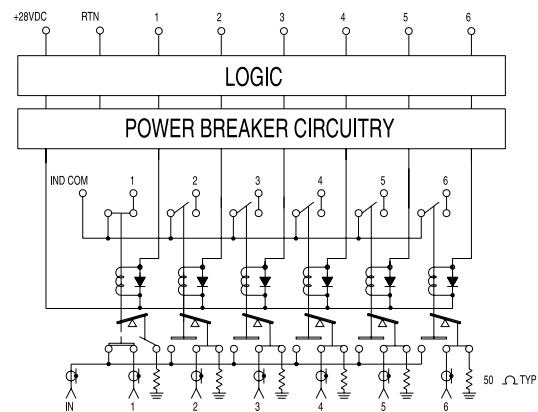 +28VDC RTN 1 2 3 4 5 6
LOGIC
POWER BREAKER CIRCUITRY
IND COM 1 2 3 4 5 6
50 Ω TYP
IN 1 2 3 4 5 6